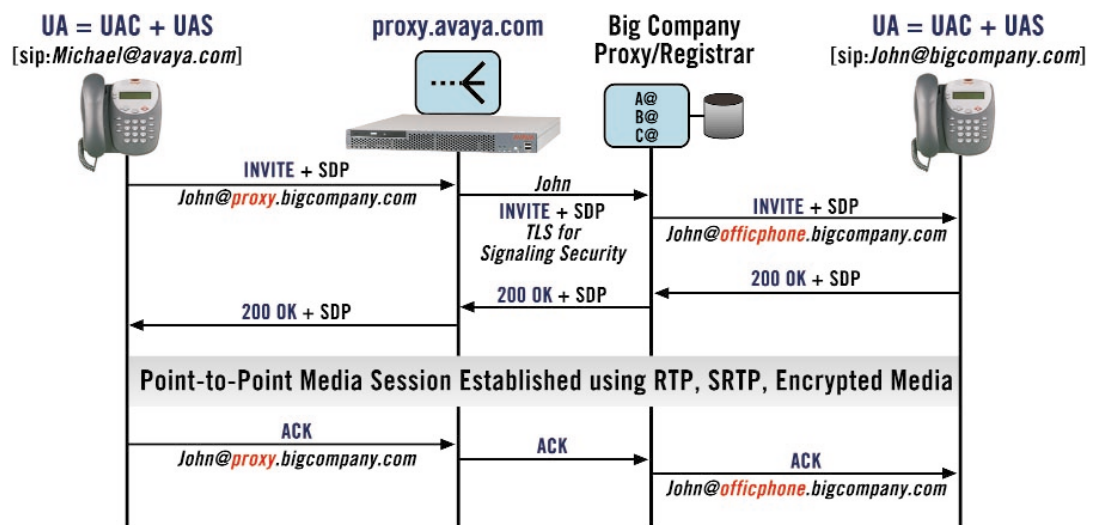 UA = UAC + UAS
[sip:Michael@avaya.com]
proxy.avaya.com
Big Company
Proxy/Registrar
UA = UAC + UAS
[sip:John@bigcompany.com]
A@
B@
C@
INVITE + SDP
John@proxy.bigcompany.com
John
INVITE + SDP
TLS for
Signaling Security
INVITE + SDP
John@officphone.bigcompany.com
200 OK + SDP
200 OK + SDP
200 OK + SDP
Point-to-Point Media Session Established using RTP, SRTP, Encrypted Media
ACK
John@proxy.bigcompany.com
ACK
ACK
John@officphone.bigcompany.com